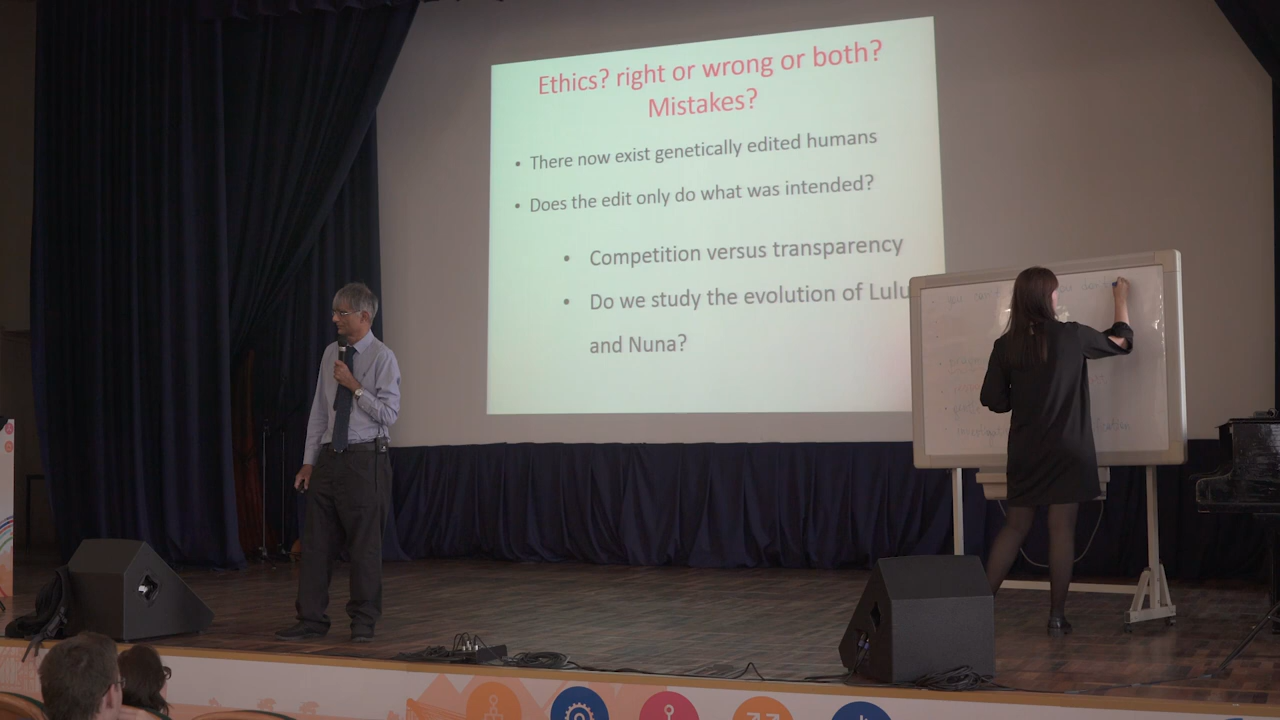 Ethics? right or wrong or both?
Mistakes?
• There now exist genetically edited humans
• Does the edit only do what was intended?
• Competition versus transparency
• Do we study the evolution of Lulu
and Nuna?